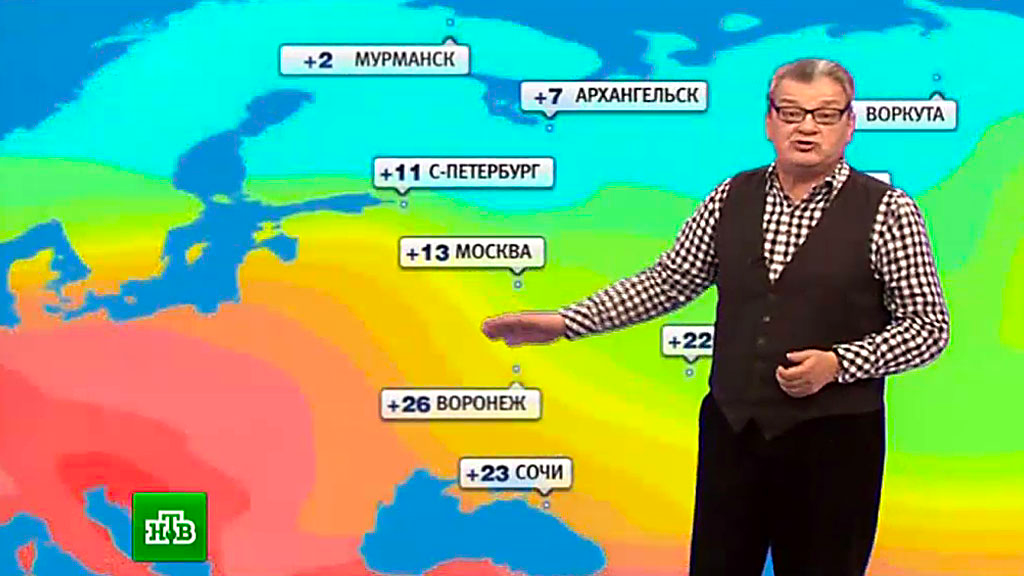 +2 МУРМАНСК
+7 АРХАНГЕЛЬСК
ВОРКУТА
+11 С-ПЕТЕРБУРГ
+13 МОСКВА
+22
+26 ВОРОНЕЖ
+23 СОЧИ
НТВ